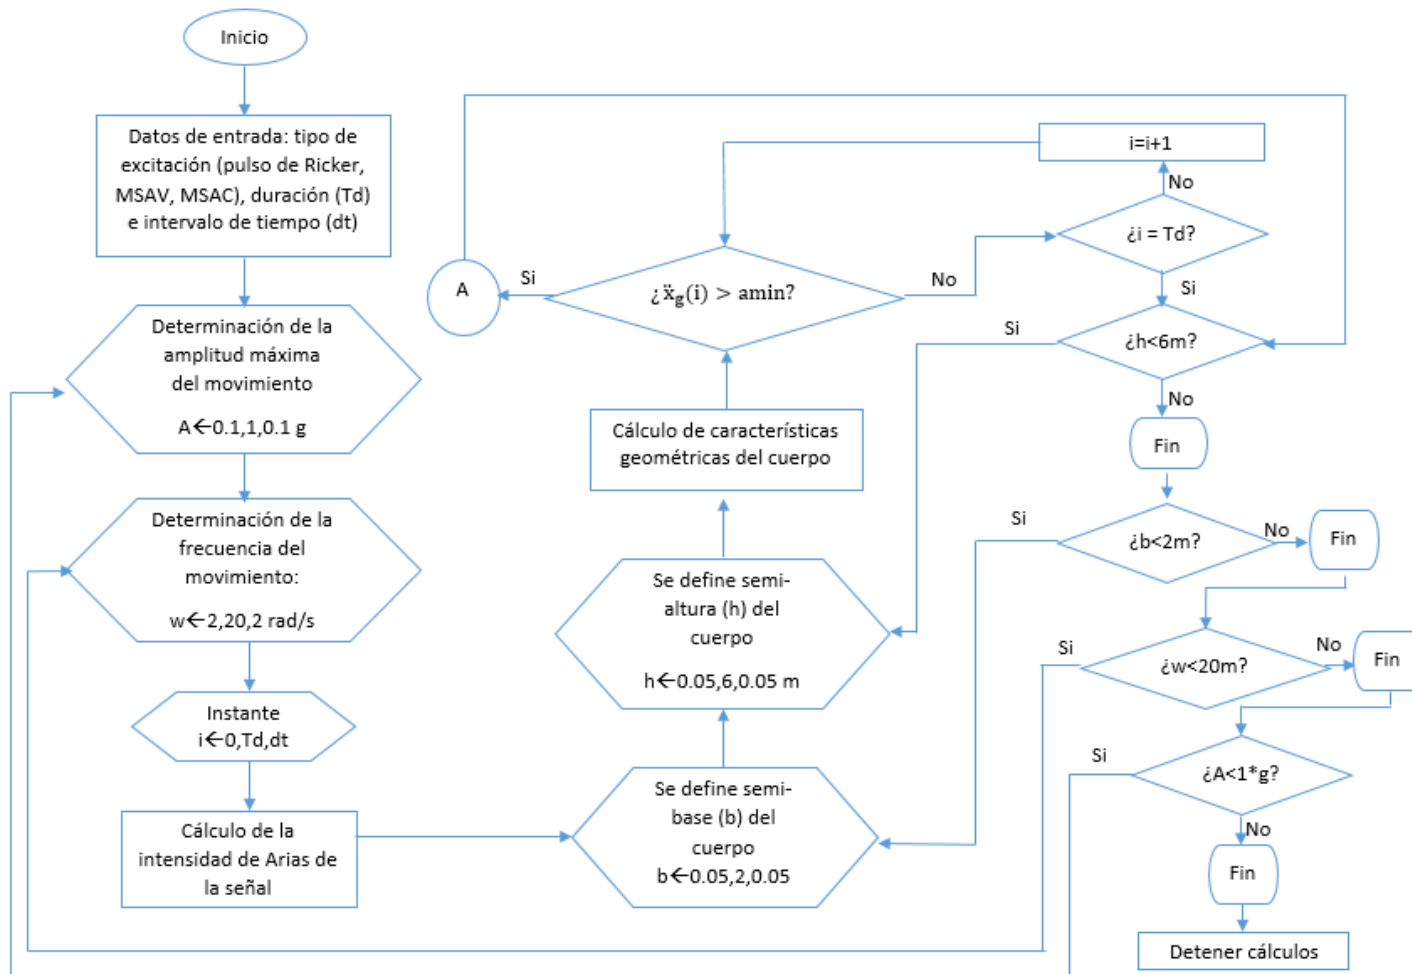 Inicio
Datos de entrada: tipo de
excitación (pulso de Ricker,
MSAV, MSAC), duración (Td)
e intervalo de tiempo (dt)
Determinación de la
amplitud máxima
del movimiento
A←0.1,1,0.1 g
Determinación de la
frecuencia del
movimiento:
w←2,20,2 rad/s
Instante
i←0,Td,dt
Cálculo de la
intensidad de Arias de
la señal
Se define semi-
base (b) del
cuerpo
b←0.05,2,0.05
Se define semi-
altura (h) del
cuerpo
h←0.05,6,0.05 m
Cálculo de características
geométricas del cuerpo
¿ẍg(i) > amin?
Si
A
No
¿i = Td?
No
i=i+1
Si
¿h<6m?
Si
No
Fin
¿b<2m?
Si
No
Fin
¿w<20m?
Si
No
Fin
¿A<1*g?
Si
No
Fin
Detener cálculos